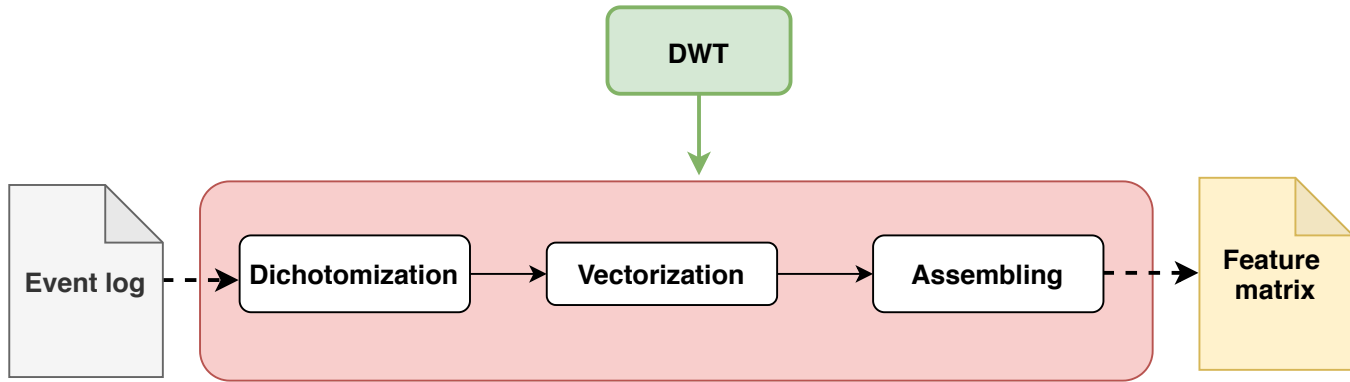 DWT
Event log
Dichotomization
Vectorization
Assembling
Feature
matrix